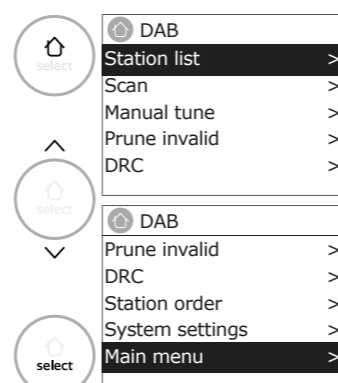 select
DAB
Station list >
Scan >
Manual tune >
Prune invalid >
DRC >
select
DAB
Prune invalid >
DRC >
Station order >
System settings >
Main menu >
select